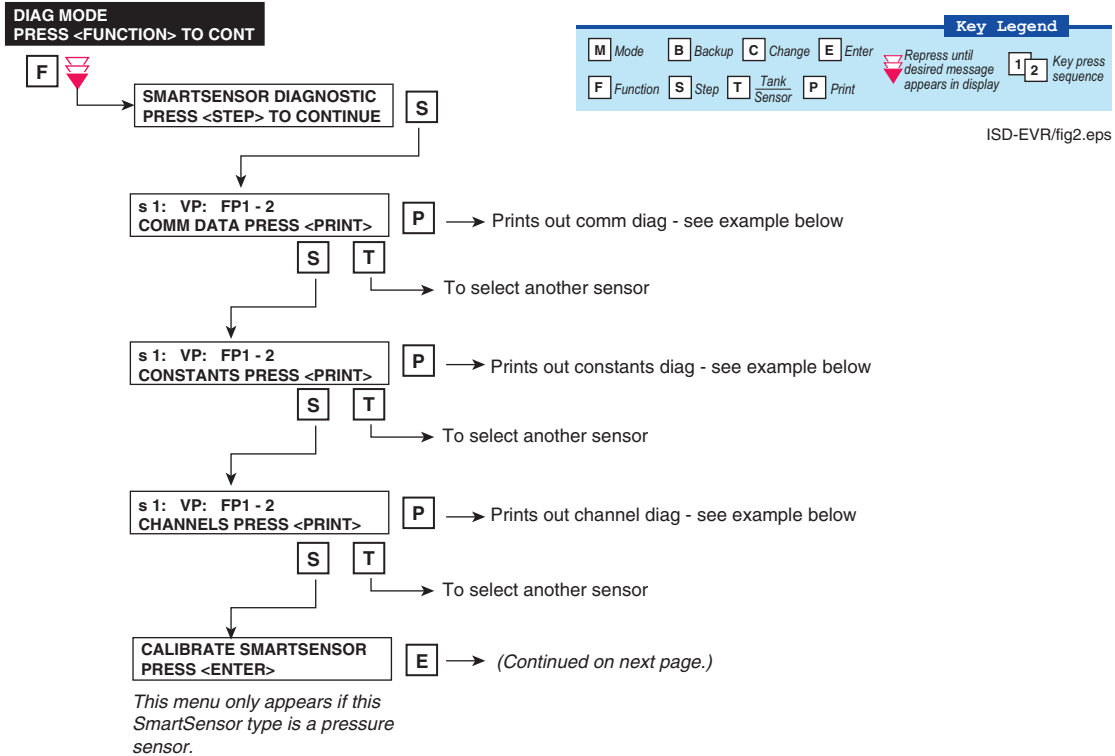 DIAG MODE
PRESS <FUNCTION> TO CONT
F
SMARTSENSOR DIAGNOSTIC
PRESS <STEP> TO CONTINUE
S
Key Legend
M Mode B Backup C Change E Enter
F Function S Step T Tank
Sensor P Print
Repress until
desired message
appears in display
1 2 Key press
sequence
ISD-EVR/fig2.eps
s 1: VP: FP1 - 2
COMM DATA PRESS <PRINT>
P Prints out comm diag - see example below
S T
To select another sensor
s 1: VP: FP1 - 2
CONSTANTS PRESS <PRINT>
P Prints out constants diag - see example below
S T
To select another sensor
s 1: VP: FP1 - 2
CHANNELS PRESS <PRINT>
P Prints out channel diag - see example below
S T
To select another sensor
CALIBRATE SMARTSENSOR
PRESS <ENTER>
E (Continued on next page.)
This menu only appears if this
SmartSensor type is a pressure
sensor.